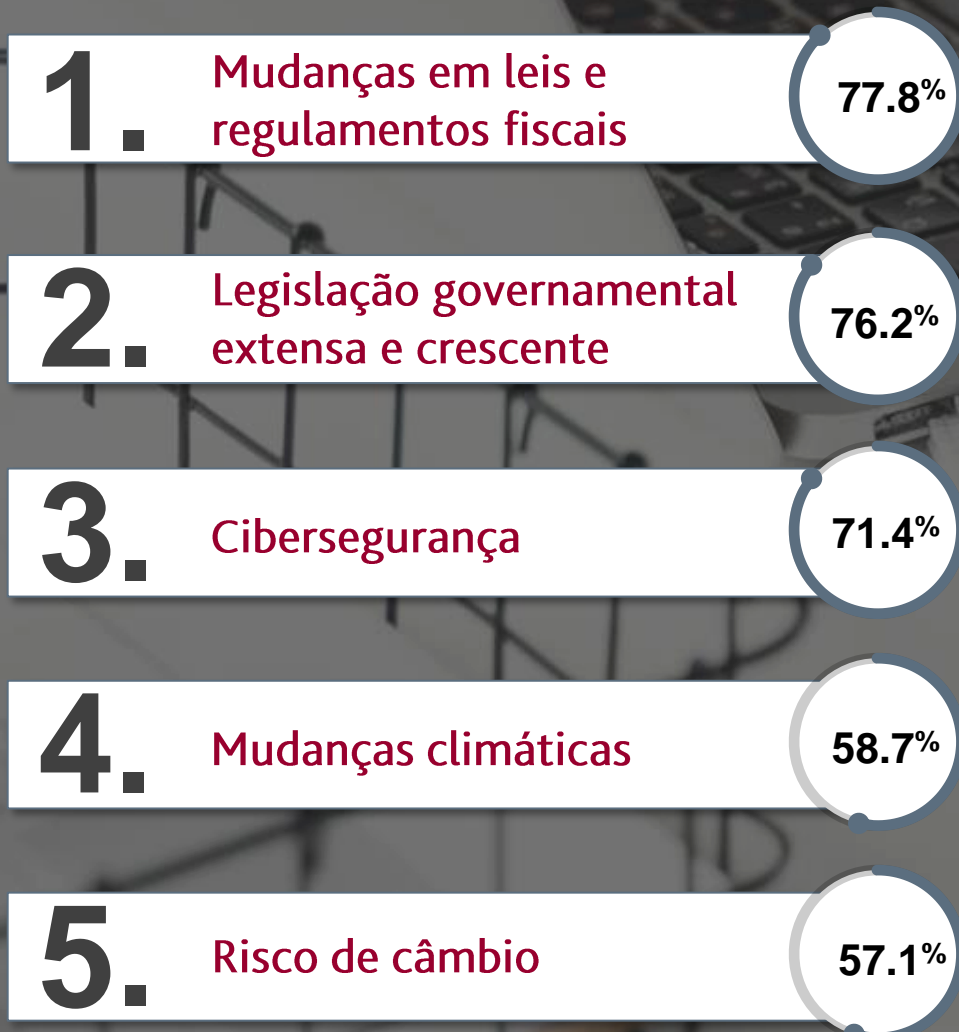 1.
Mudanças em leis e
regulamentos fiscais
77.8%
2.
Legislação governamental
extensa e crescente
76.2%
3.
Cibersegurança
71.4%
4.
Mudanças climáticas
58.7%
5.
Risco de câmbio
57.1%